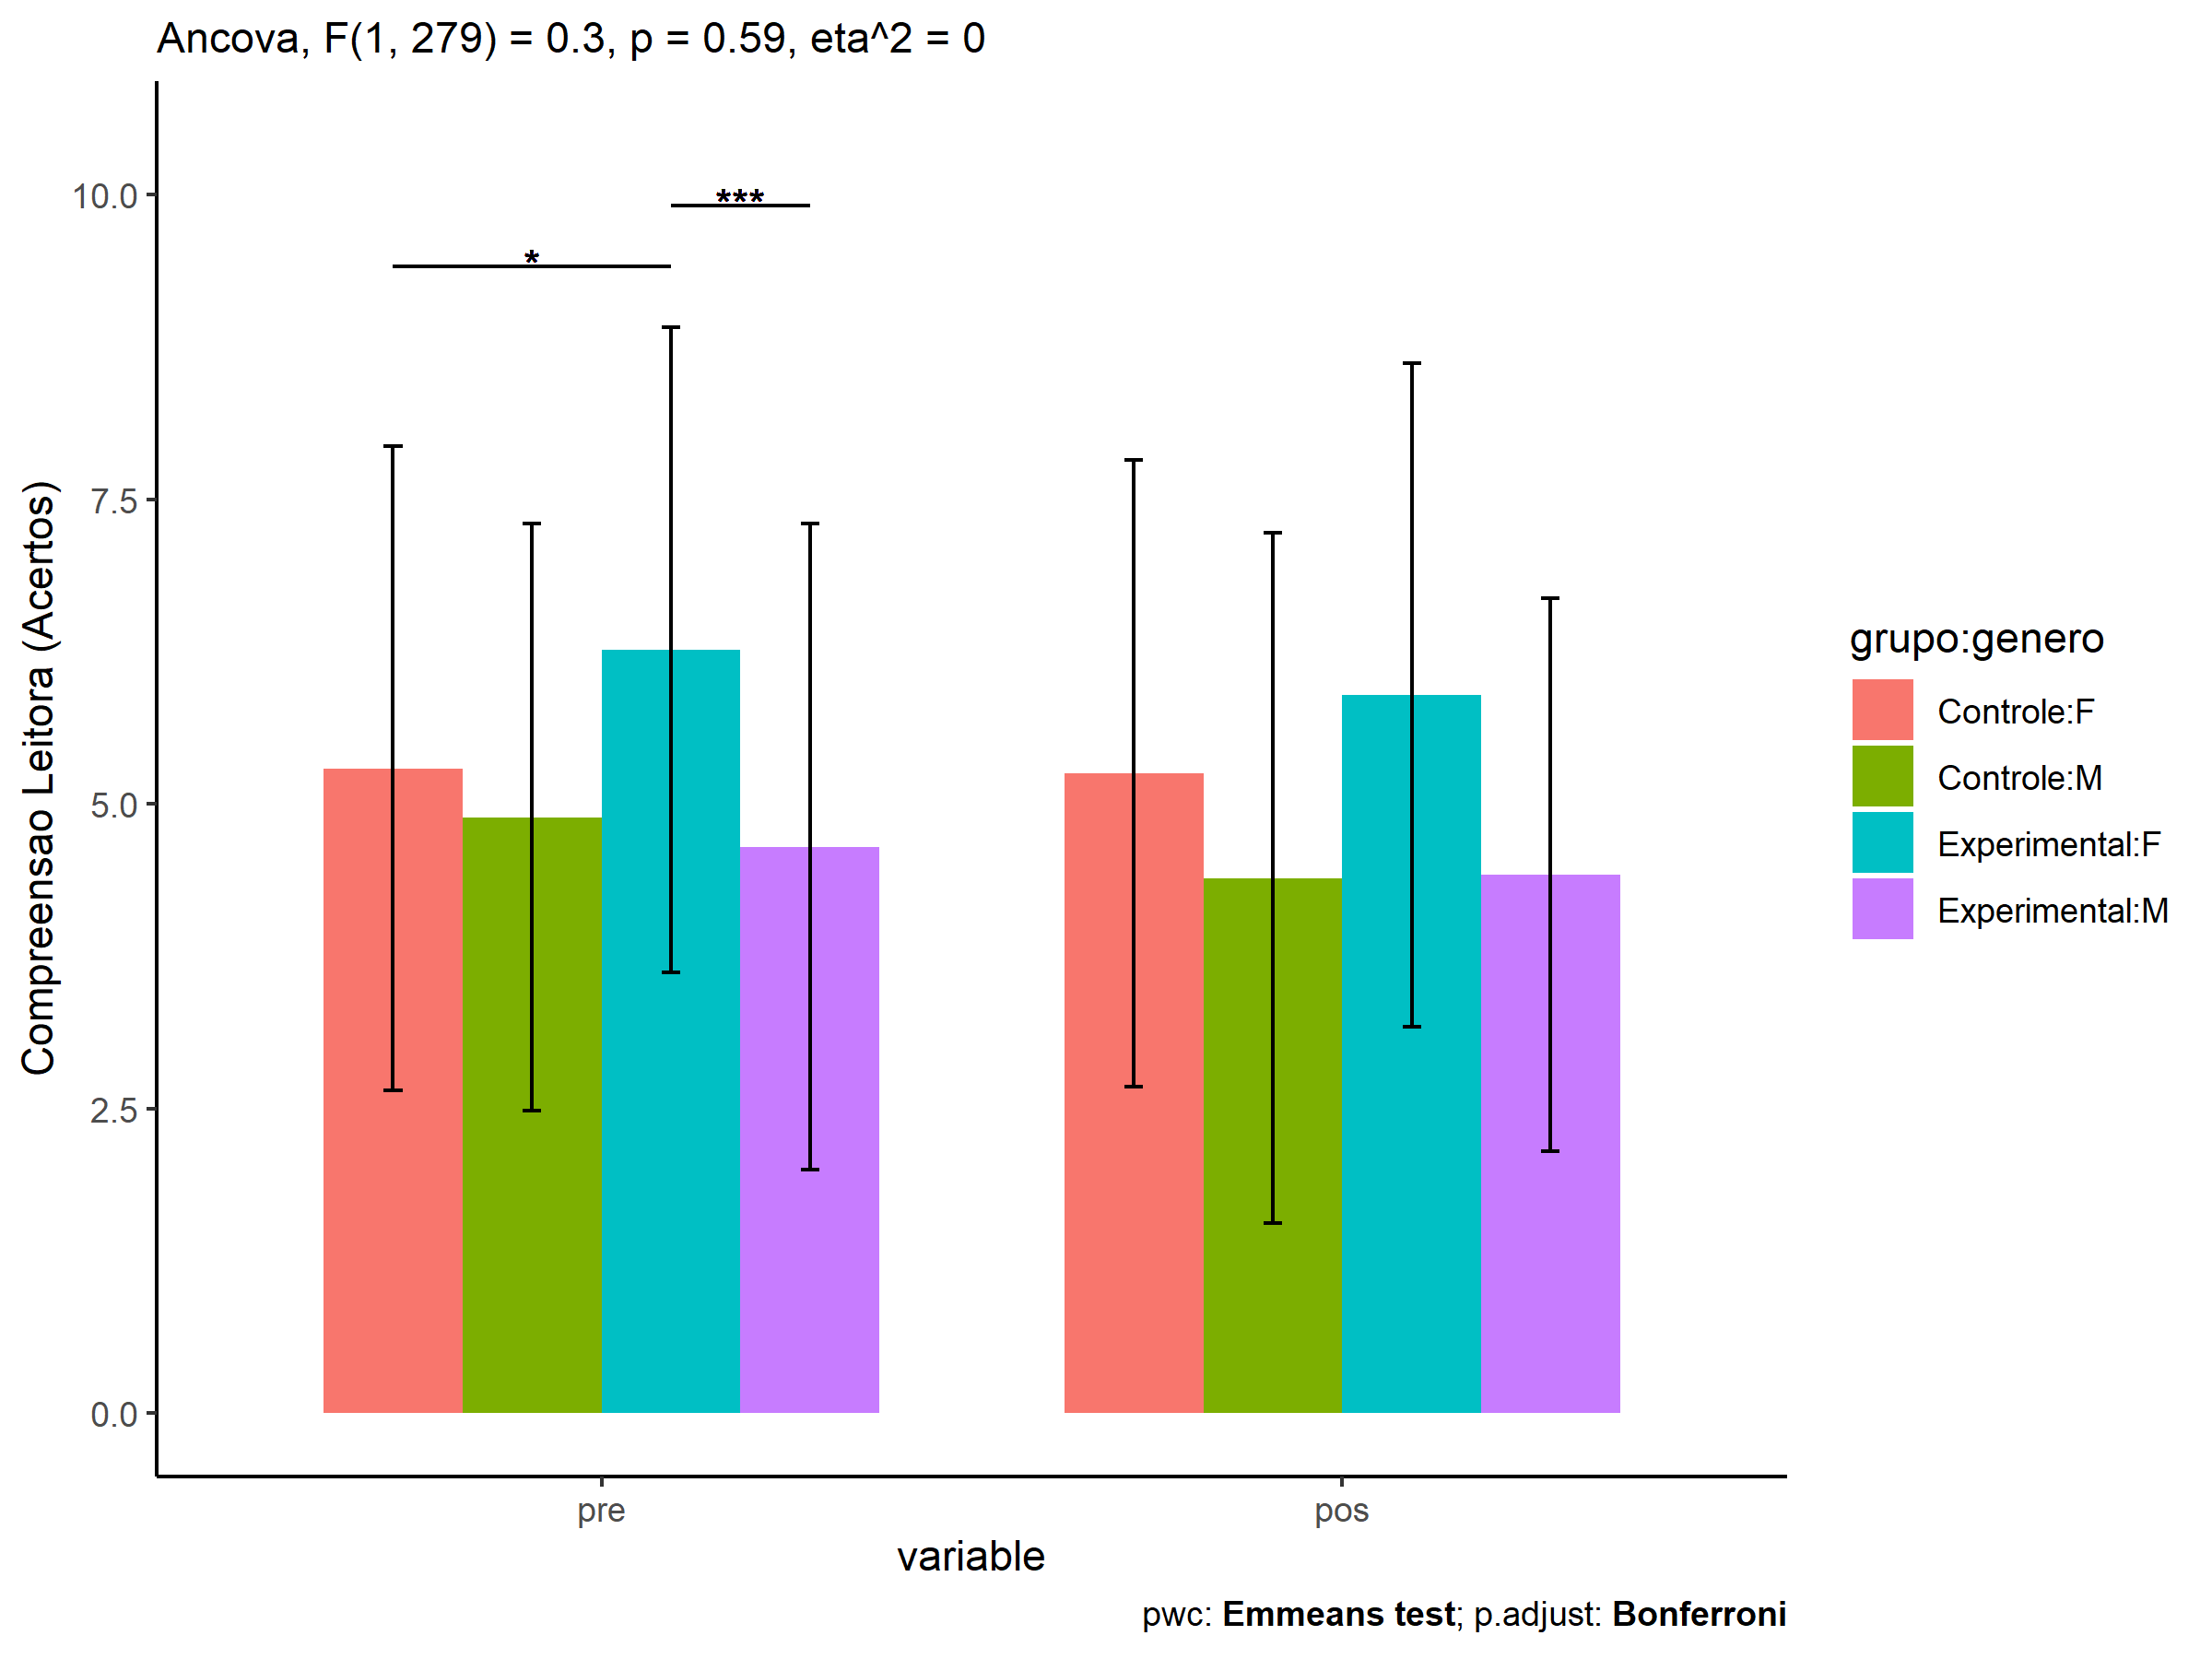 Ancova, F(1, 279) = 0.3, p = 0.59, eta^2 = 0
Compreensao Leitora (Acertos)
10.0
7.5
5.0
2.5
0.0
***
*
pre
pos
variable
grupo:genero
Controle:F
Controle:M
Experimental:F
Experimental:M
pwc: Emmeans test; p.adjust: Bonferroni